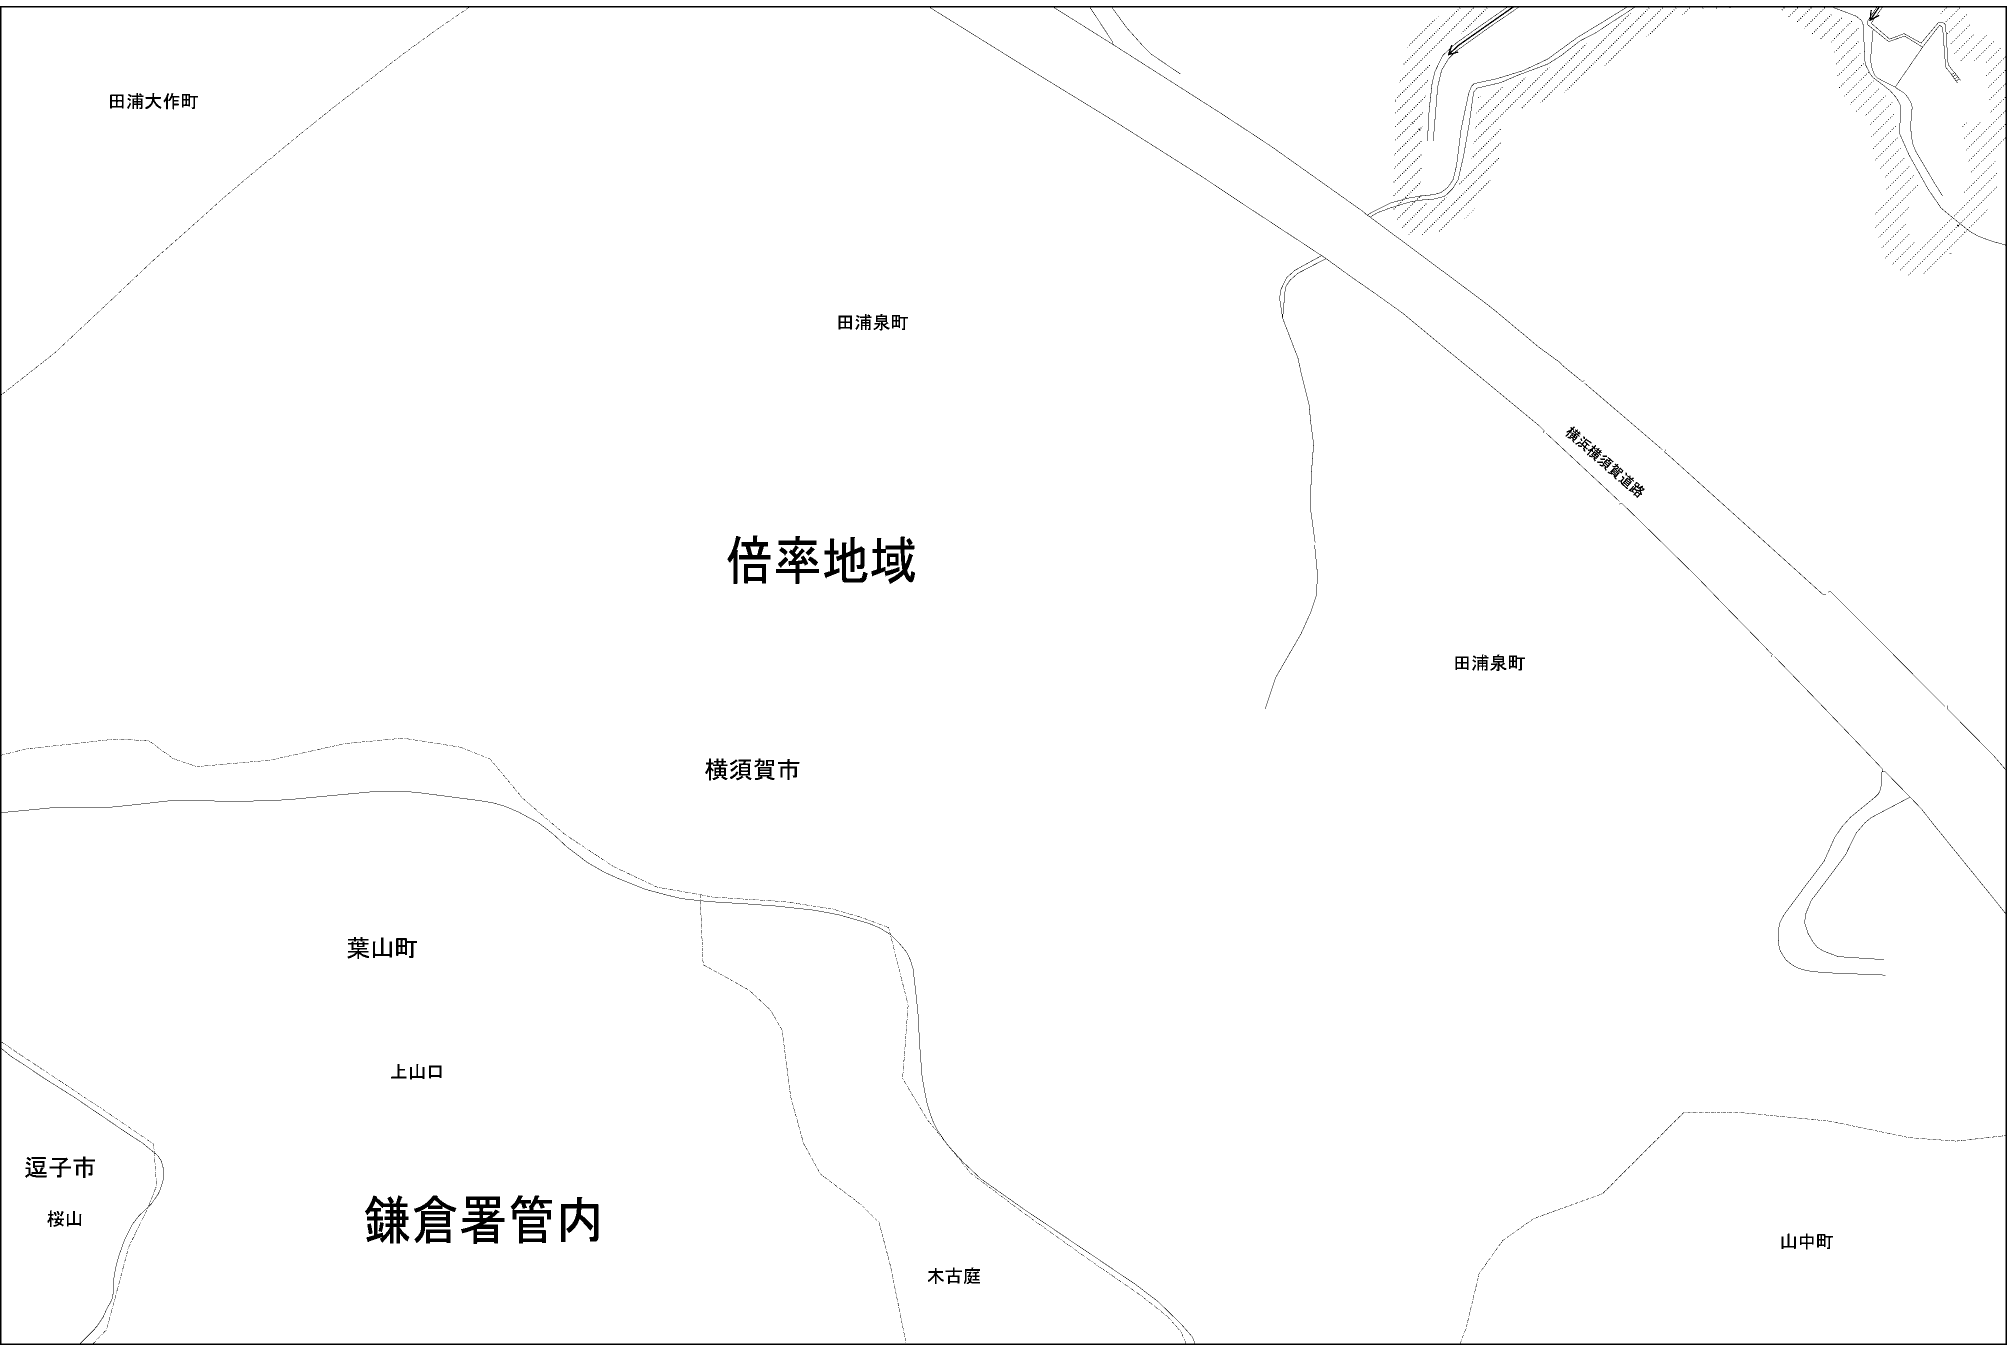 田浦大作町
田浦泉町
横浜横須賀道路
倍率地域
田浦泉町
横須賀市
葉山町
上山口
逗子市
桜山
鎌倉署管内
山中町
木古庭